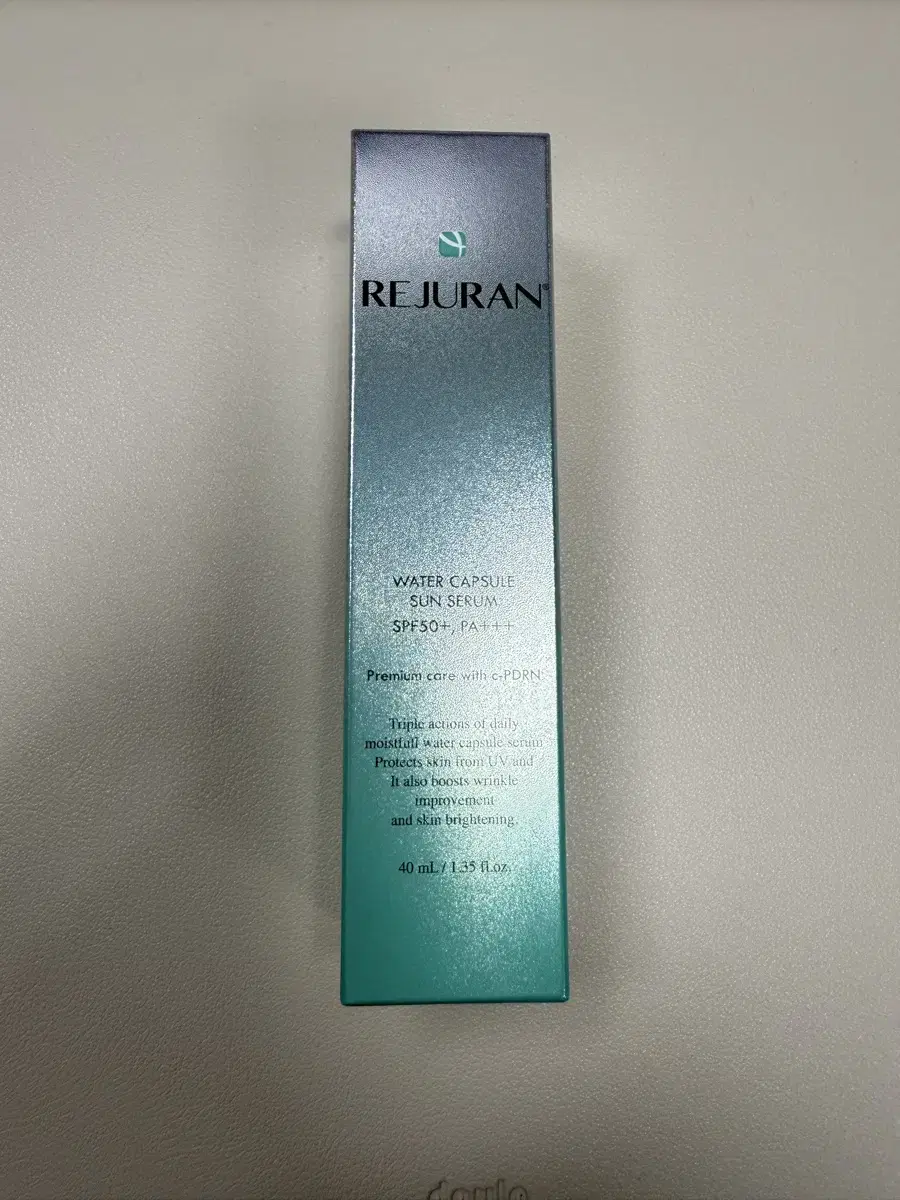 REJURAN®
WATER CAPSULE
SUN SERUM
SPF50+, PA+++
Premium care with c-PDRN
Triple actions of daily
moistfull water capsule serum
Protects skin from UV and
It also boosts wrinkle
improvement
and skin brightening.
40 mL / 1.35 fl.oz.